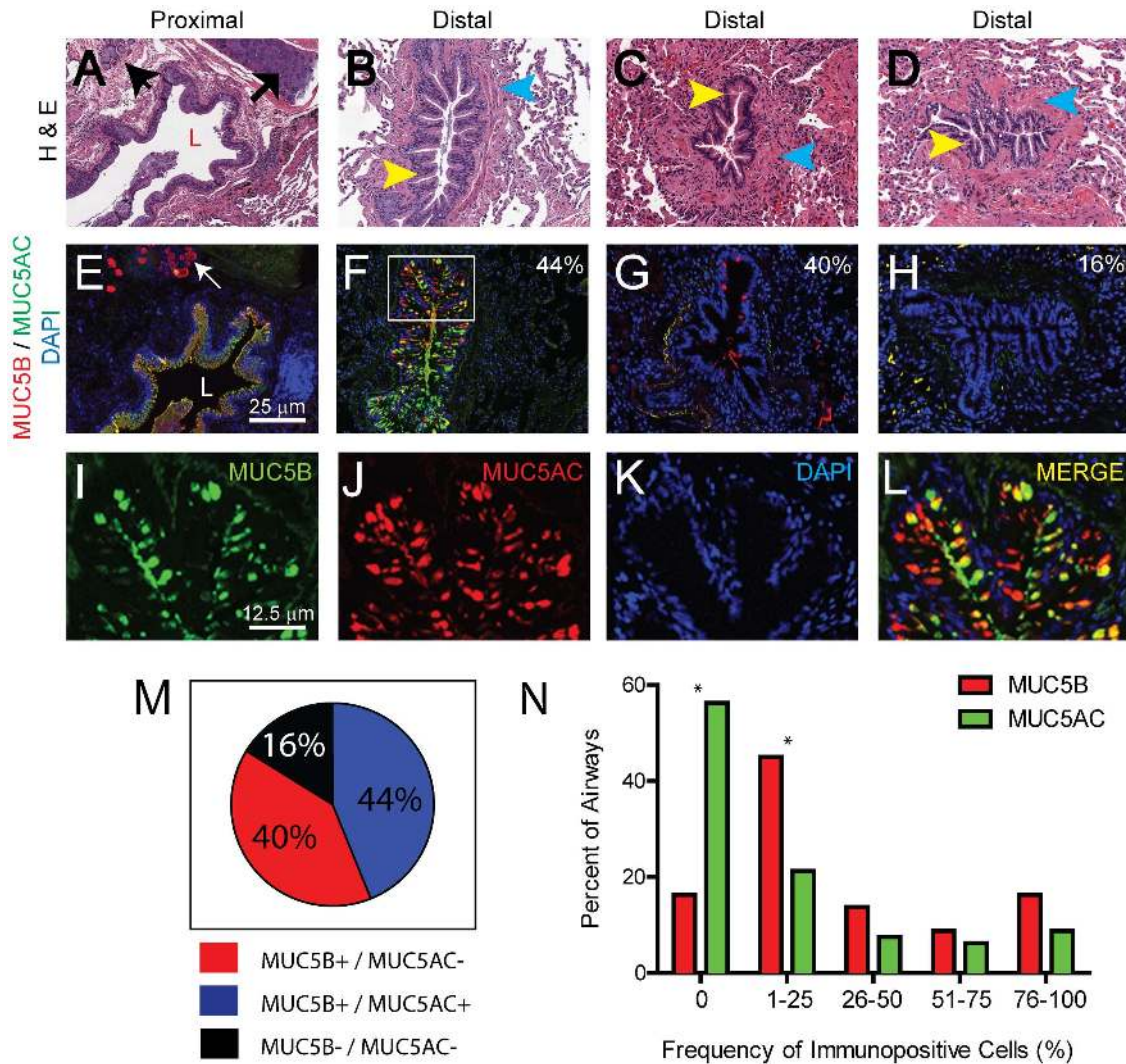 Proximal
Distal
Distal
Distal
H & E
A
L
B
C
D
MUC5B / MUC5AC
DAPI
E
L
25 µm
F
44%
G
40%
H
16%
I
MUC5B
12.5 µm
J
MUC5AC
K
DAPI
L
MERGE
M
16%
44%
40%
MUC5B+ / MUC5AC-
MUC5B+ / MUC5AC+
MUC5B- / MUC5AC-
N
MUC5B
MUC5AC
Percent of Airways
60
40
20
0
*
*
0
1-25
26-50
51-75
76-100
Frequency of Immunopositive Cells (%)